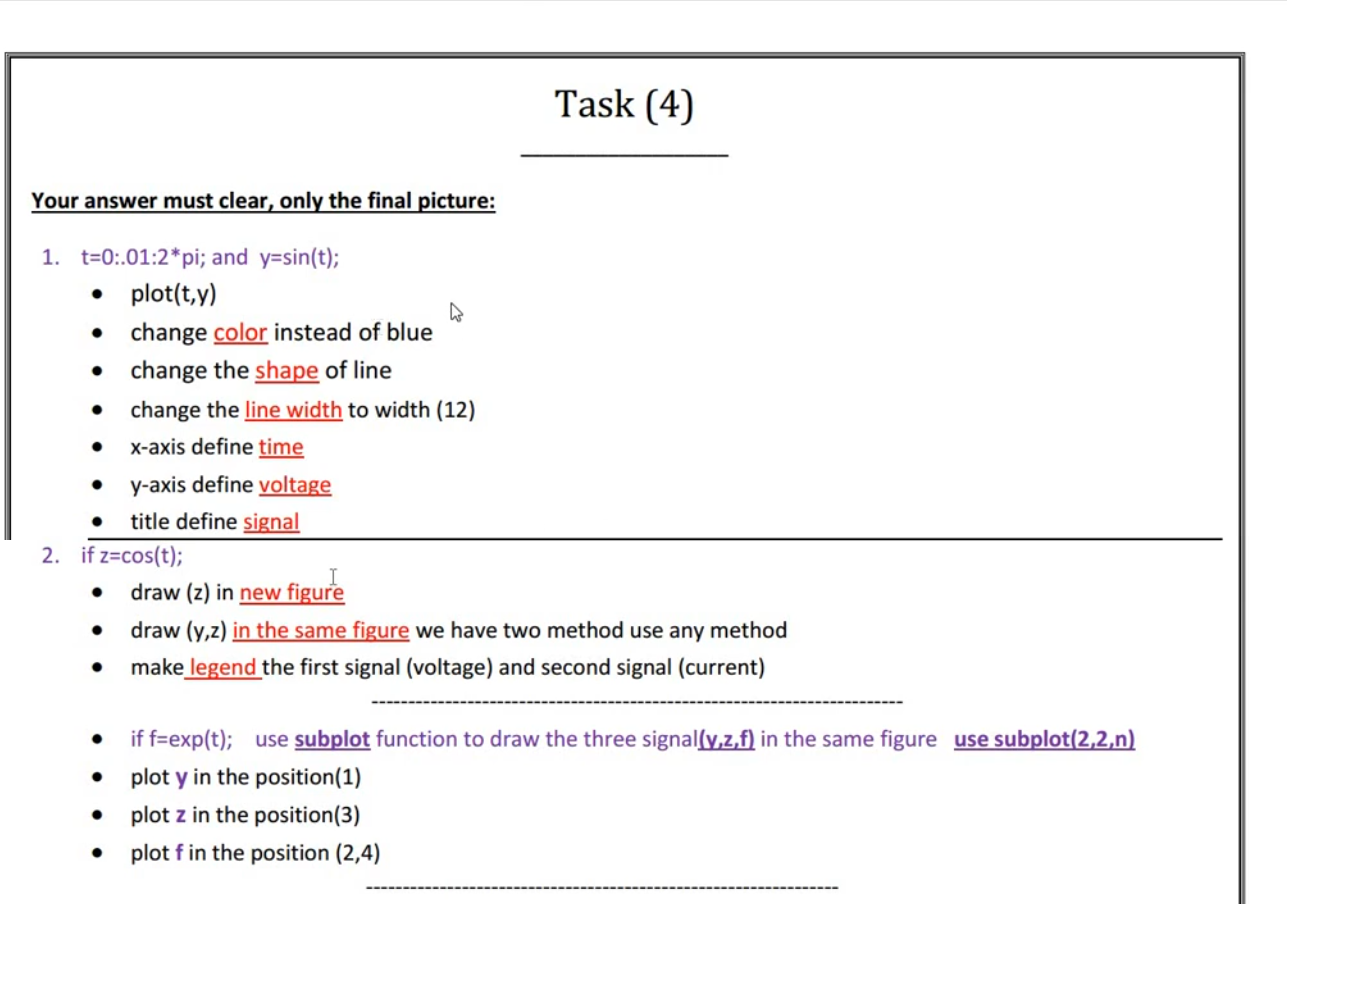 Task (4)
Your answer must clear, only the final picture:
1. t=0:.01:2*pi; and y=sin(t);
• plot(t,y)
• change color instead of blue
• change the shape of line
• change the line width to width (12)
• x-axis define time
• y-axis define voltage
• title define signal
2. if z=cos(t);
• draw (z) in new figure
• draw (y,z) in the same figure we have two method use any method
• make legend the first signal (voltage) and second signal (current)
• if f=exp(t); use subplot function to draw the three signal(y,z,f) in the same figure use subplot(2,2,n)
• plot y in the position(1)
• plot z in the position(3)
• plot f in the position (2,4)